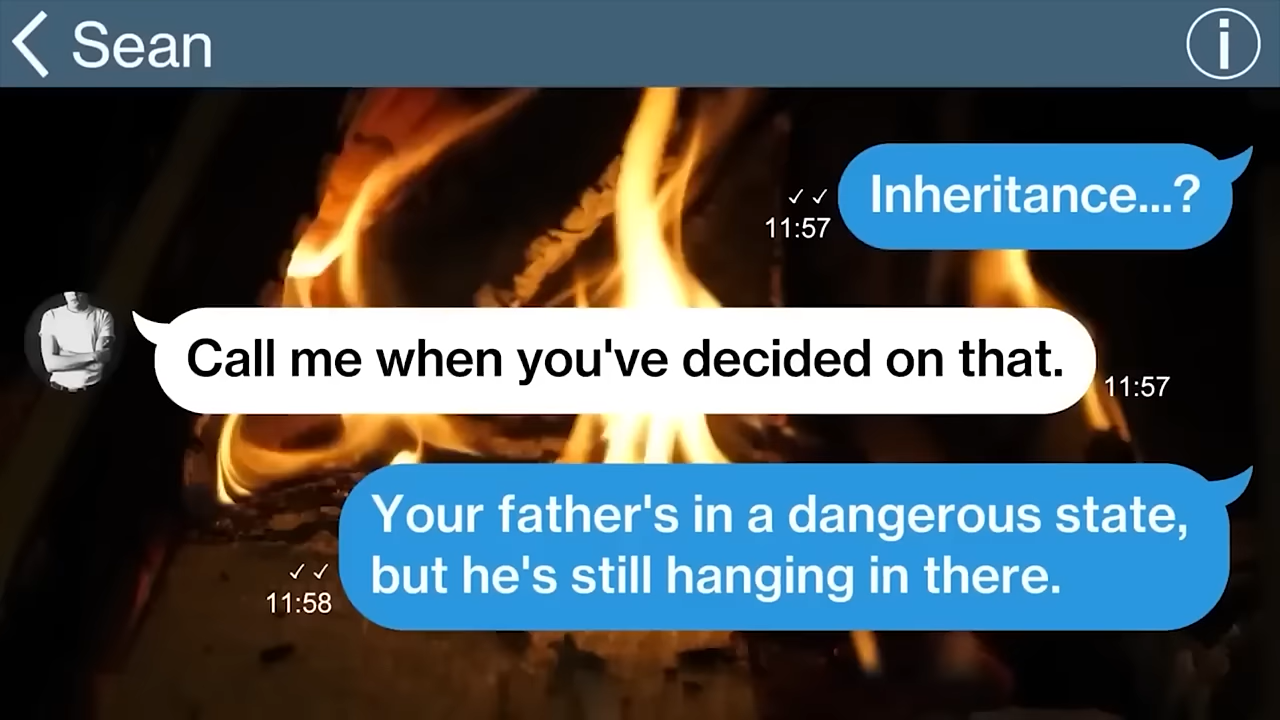 Sean
Inheritance...?
✓✓
11:57
Call me when you've decided on that.
11:57
Your father's in a dangerous state,
but he's still hanging in there.
✓✓
11:58